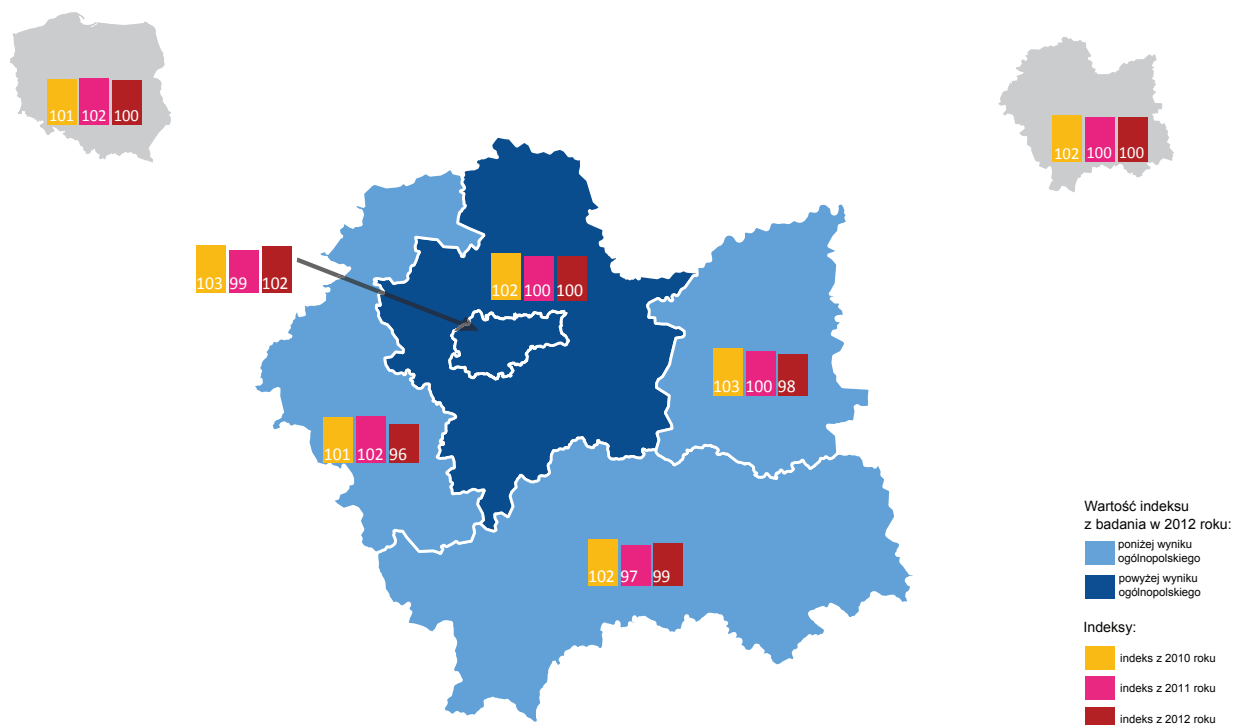 101 102 100
102 100 100
103 99 102
102 100 100
103 100 98
101 102 96
102 97 99
Wartość indeksu
z badania w 2012 roku:
poniżej wyniku
ogólnopolskiego
powyżej wyniku
ogólnopolskiego
Indeksy:
indeks z 2010 roku
indeks z 2011 roku
indeks z 2012 roku